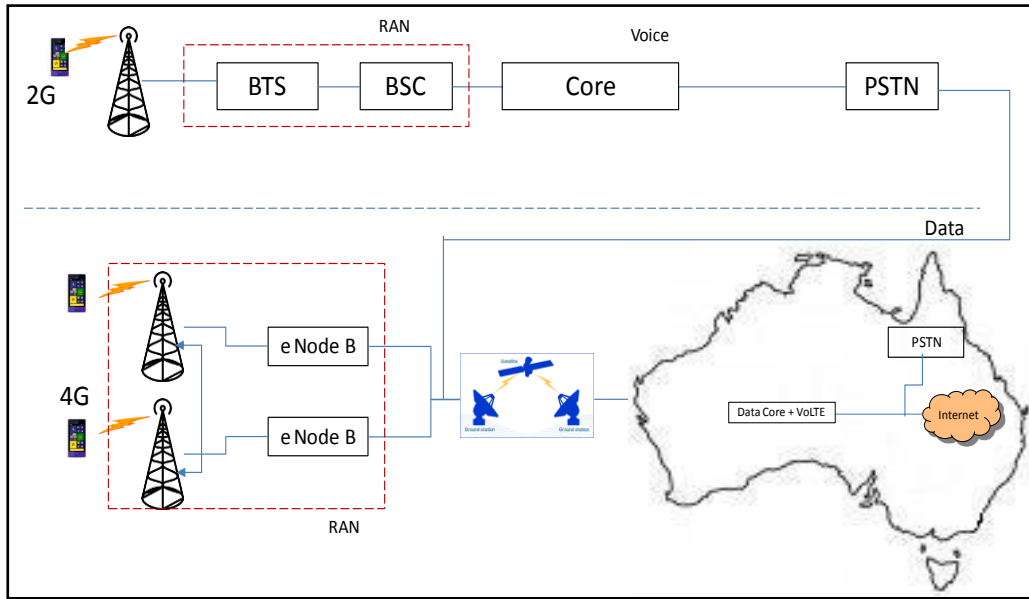 RAN
Voice
2G
BTS
BSC
Core
PSTN
Data
4G
e Node B
e Node B
RAN
Satellite
Ground station
Ground station
PSTN
Data Core + VoLTE
Internet